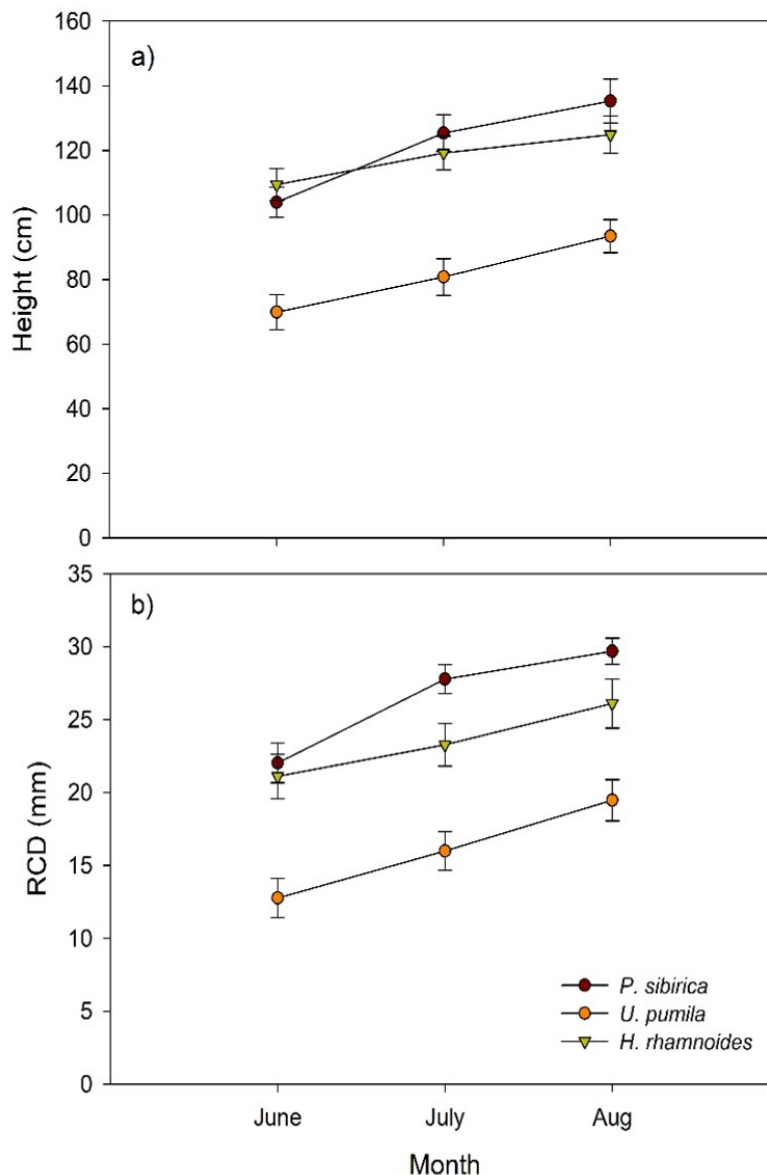 a)
160
140
120
100
80
60
40
20
0
Height (cm)
b)
35
30
25
20
15
10
5
0
RCD (mm)
P. sibirica
U. pumila
H. rhamnoides
June July Aug
Month